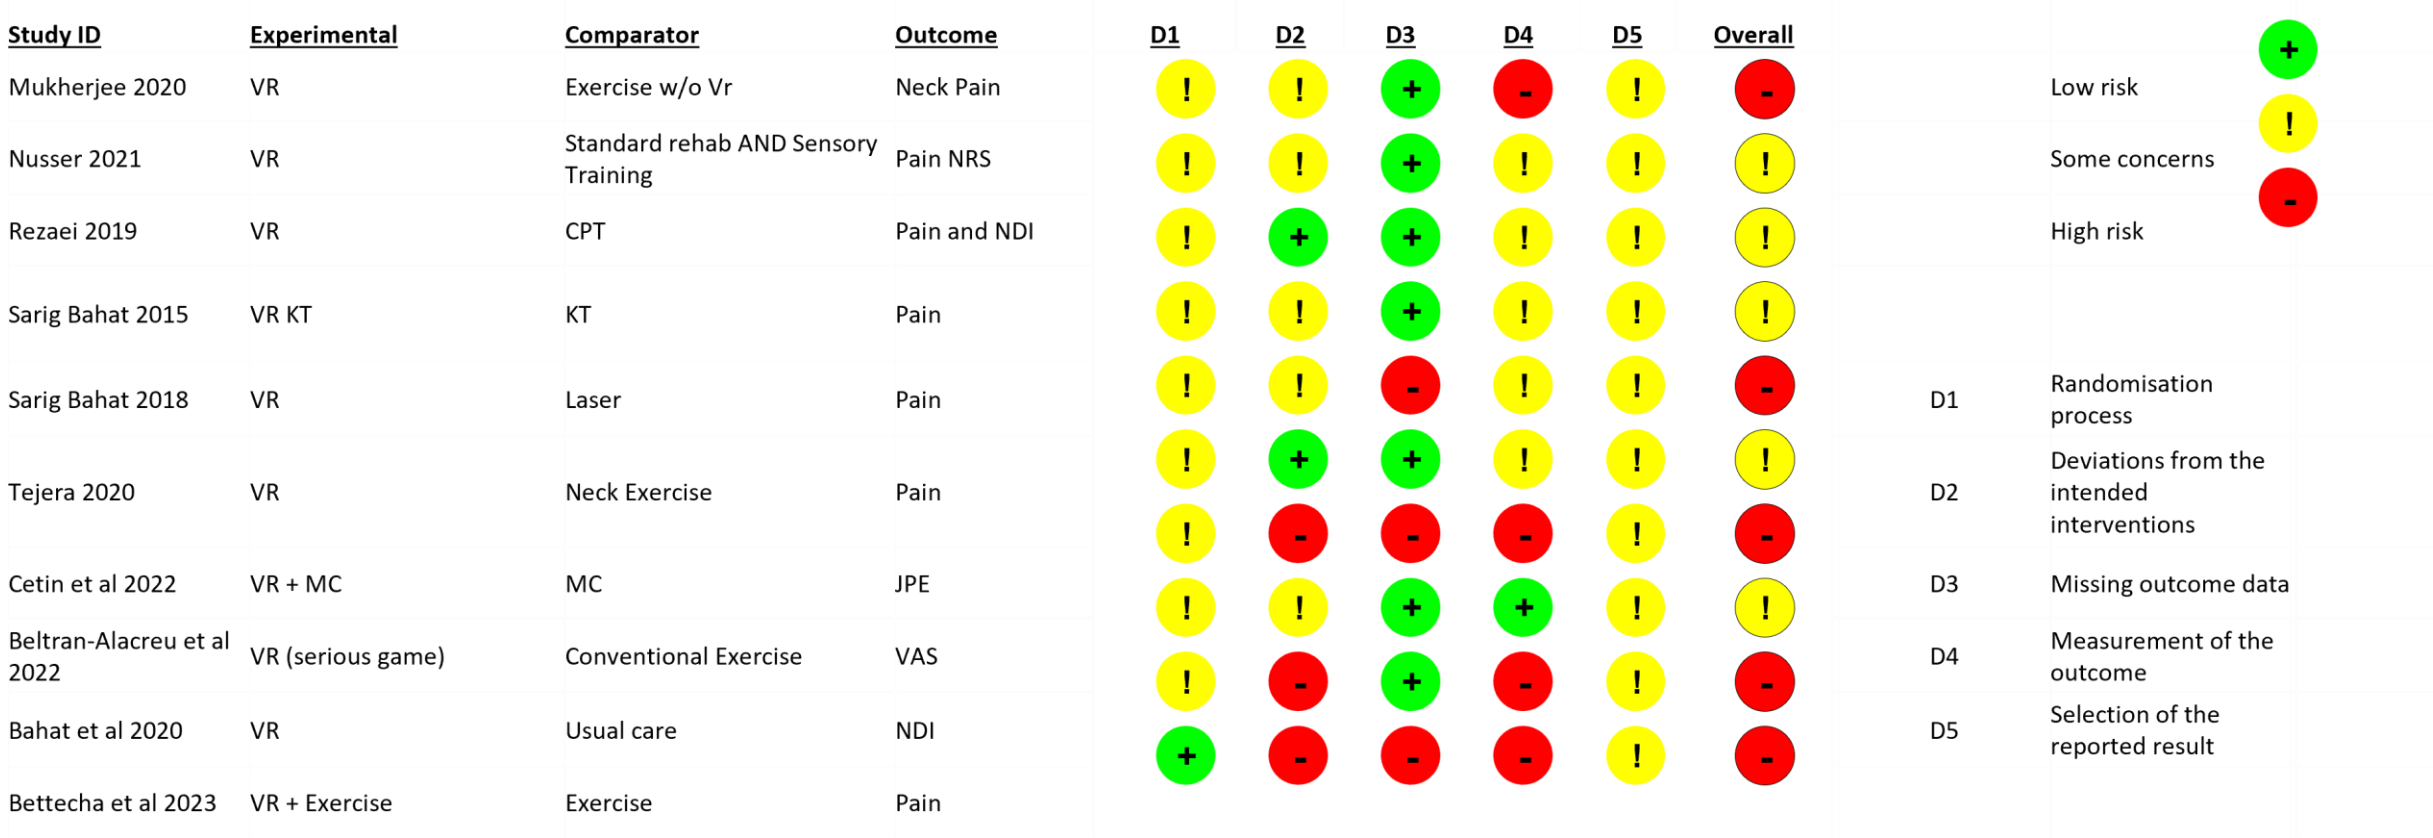 Study ID Experimental Comparator Outcome D1 D2 D3 D4 D5 Overall
+
Mukherjee 2020 VR Exercise w/o Vr Neck Pain ! ! + - ! - Low risk
!
Nusser 2021 VR Standard rehab AND Sensory
Training Pain NRS ! ! + ! ! ! Some concerns
-
Rezaei 2019 VR CPT Pain and NDI ! + + ! ! ! High risk
Sarig Bahat 2015 VR KT KT Pain ! ! + ! ! !
Sarig Bahat 2018 VR Laser Pain ! ! - ! ! - D1 Randomisation
process
Tejera 2020 VR Neck Exercise Pain ! + + ! ! ! D2 Deviations from the
intended
interventions
Cetin et al 2022 VR + MC MC JPE ! - - - ! - D3 Missing outcome data
Beltran-Alacreu et al
2022 VR (serious game) Conventional Exercise VAS ! ! + + ! ! D4 Measurement of the
outcome
Bahat et al 2020 VR Usual care NDI ! - + - ! - D5 Selection of the
reported result
Bettecha et al 2023 VR + Exercise Exercise Pain + - - - ! -